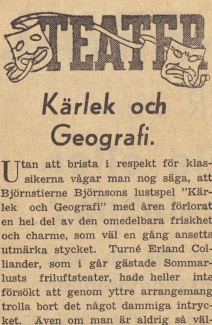 TEATER
Kärlek och
Geografi.
Utan att brista i respekt för klas-
sikerna vågar man nog säga, att
Björnstierne Björnsons lustspel "Kär-
lek och Geografi" med åren förlorat
en hel del av den omedelbara friskhet
och charme, som väl en gång ansetts
utmärka stycket. Turné Erland Col-
liander, som i går gästade Sommar-
lusts friluftsteater, hade heller inte
försökt att genom yttre arrangemang
trolla bort det något dammiga intryc-
ket. Även om man är aldrig så väl-